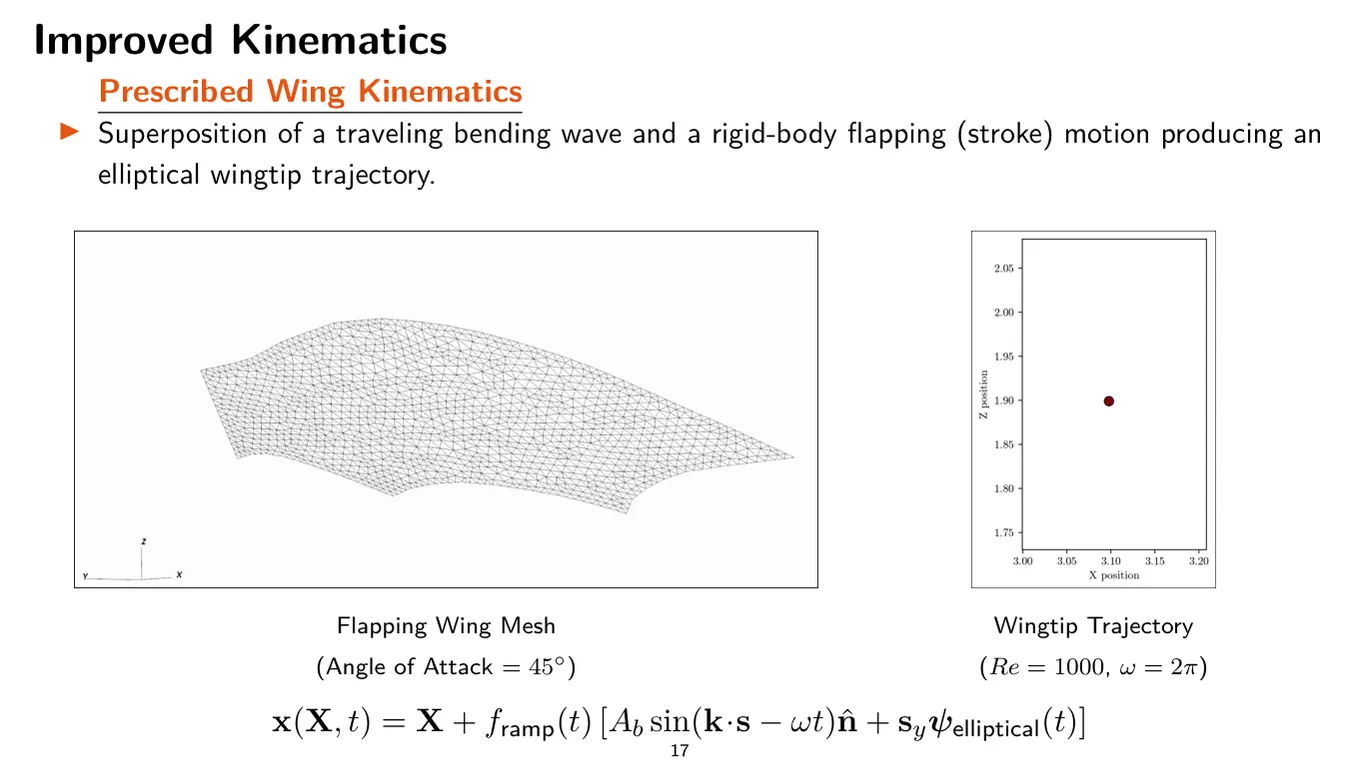 Improved Kinematics
Prescribed Wing Kinematics
▶ Superposition of a traveling bending wave and a rigid-body flapping (stroke) motion producing an
elliptical wingtip trajectory.
Z
Y
X
Z position
2.05
2.00
1.95
1.90
1.85
1.80
1.75
3.00 3.05 3.10 3.15 3.20
X position
Flapping Wing Mesh
(Angle of Attack = 45°)
Wingtip Trajectory
(Re = 1000, ω = 2π)
x(X, t) = X + f_ramp(t) [A_b sin(k·s − ωt)n̂ + s_yψ_elliptical(t)]
17